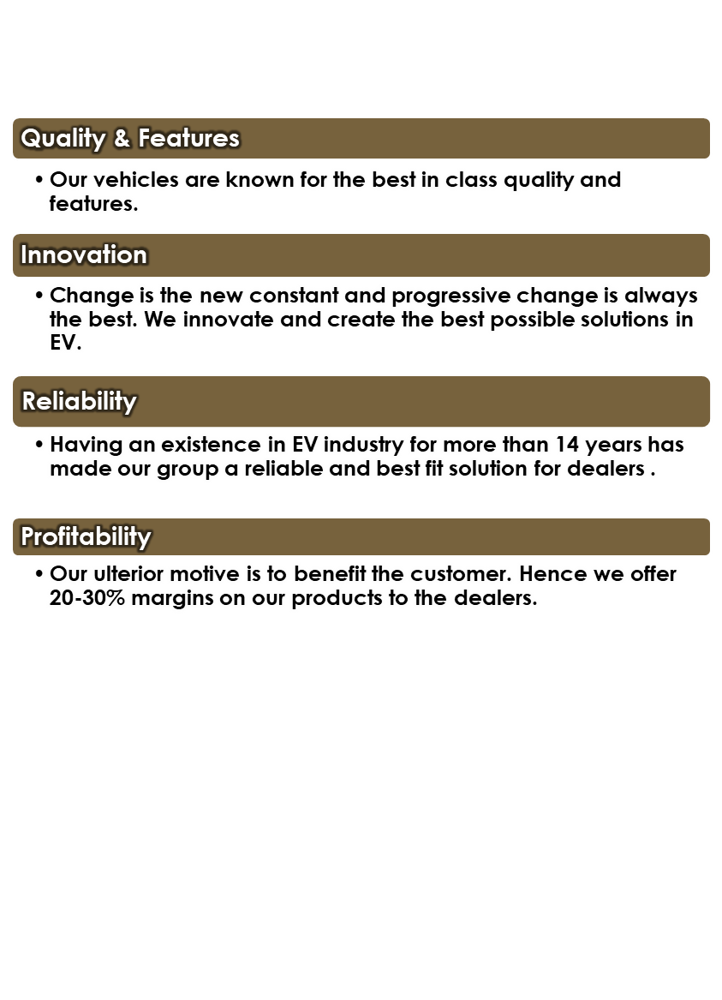 Quality & Features
• Our vehicles are known for the best in class quality and
features.
Innovation
• Change is the new constant and progressive change is always
the best. We innovate and create the best possible solutions in
EV.
Reliability
• Having an existence in EV industry for more than 14 years has
made our group a reliable and best fit solution for dealers .
Profitability
• Our ulterior motive is to benefit the customer. Hence we offer
20-30% margins on our products to the dealers.